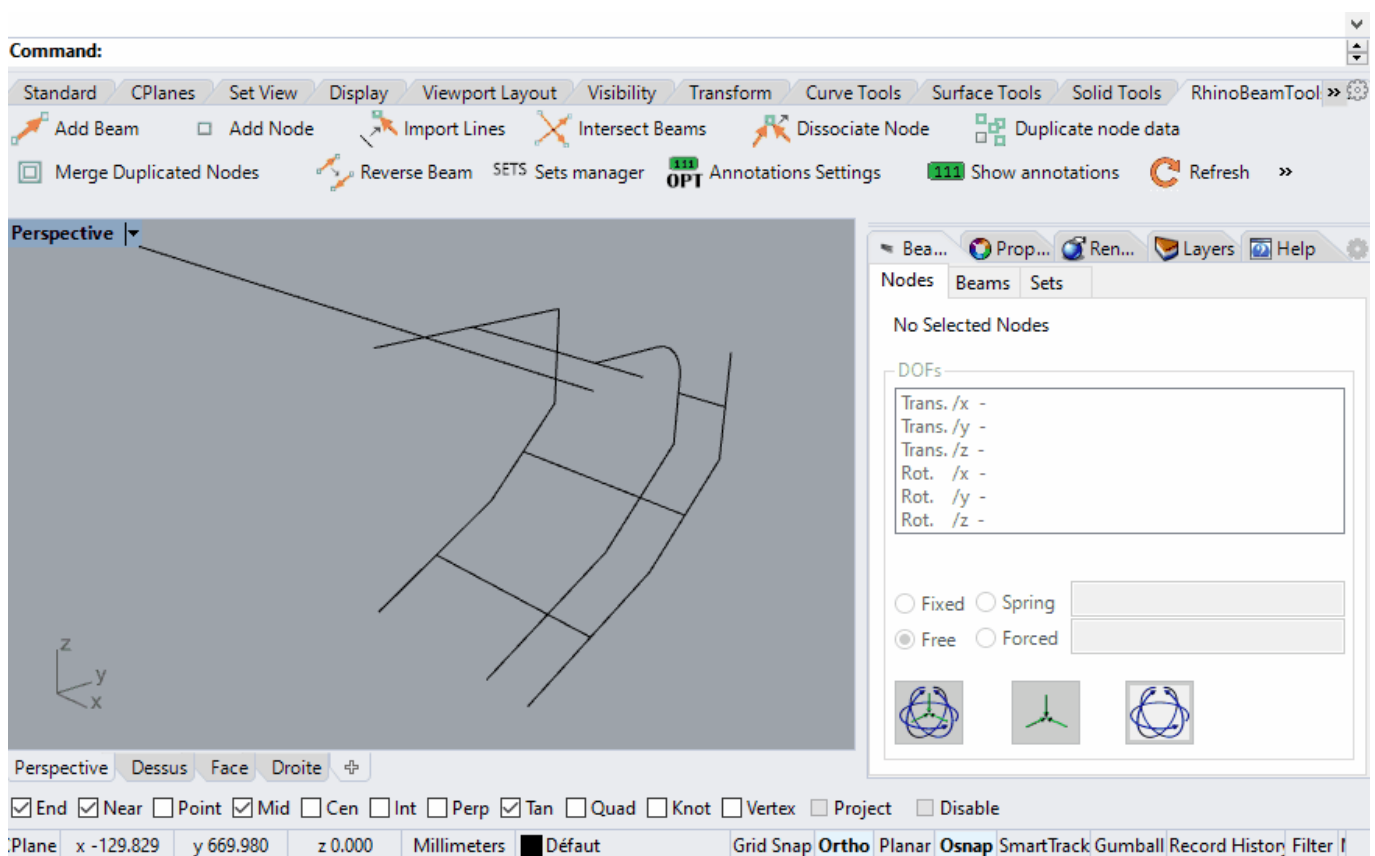 Command:
Standard CPlanes Set View Display Viewport Layout Visibility Transform Curve Tools Surface Tools Solid Tools RhinoBeamTool »
Add Beam Add Node Import Lines Intersect Beams Dissociate Node Duplicate node data
Merge Duplicated Nodes Reverse Beam SETS Sets manager 111 OPT Annotations Settings 111 Show annotations Refresh »
Perspective
Bea... Prop... Ren... Layers Help
Nodes Beams Sets
No Selected Nodes
DOFs
Trans. /x -
Trans. /y -
Trans. /z -
Rot. /x -
Rot. /y -
Rot. /z -
Fixed Spring
Free Forced
z
y
x
Perspective Dessus Face Droite
End Near Point Mid Cen Int Perp Tan Quad Knot Vertex Project Disable
CPlane x -129.829 y 669.980 z 0.000 Millimeters Défaut Grid Snap Ortho Planar Osnap SmartTrack Gumball Record History Filter